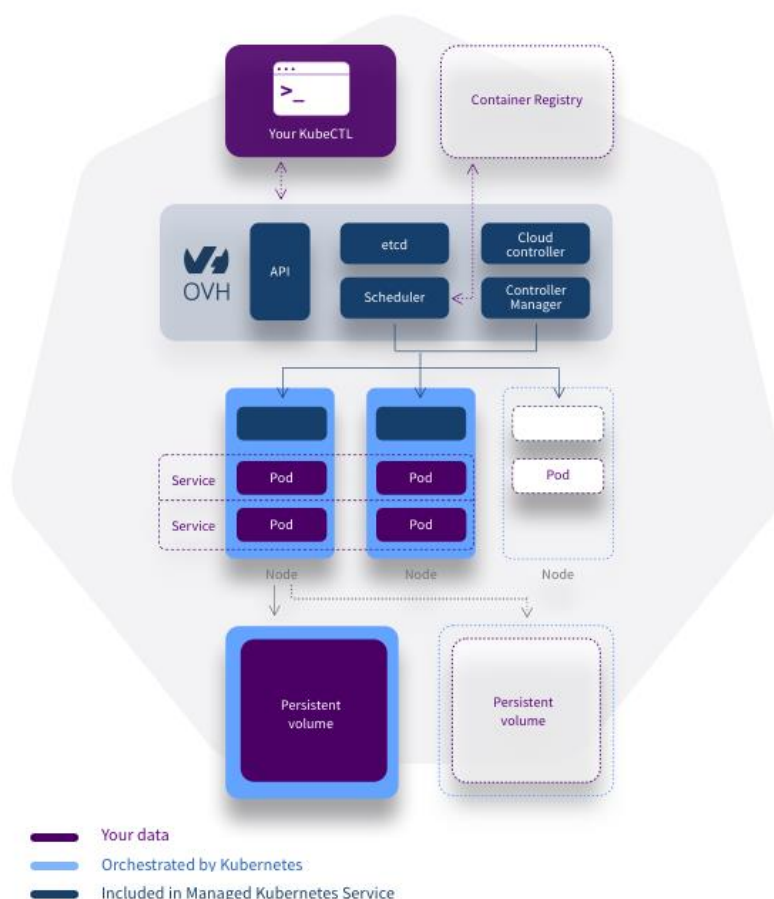 >_
Your KubeCTL
Container Registry
OVH
API
etcd
Cloud
controller
Scheduler
Controller
Manager
Service
Pod
Pod
Pod
Service
Pod
Pod
Node
Node
Node
Persistent
volume
Persistent
volume
Your data
Orchestrated by Kubernetes
Included in Managed Kubernetes Service